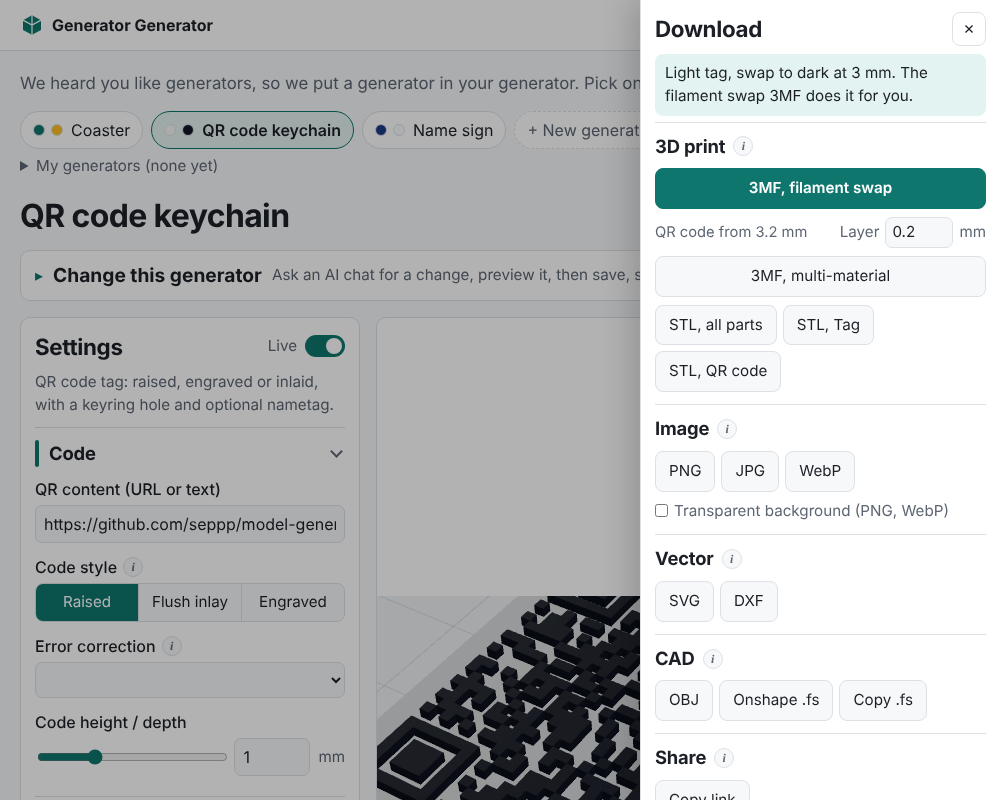 Generator Generator
We heard you like generators, so we put a generator in your generator. Pick on
Coaster
QR code keychain
Name sign
+ New generat
My generators (none yet)
QR code keychain
Change this generator
Ask an AI chat for a change, preview it, then save, s
Settings
Live
QR code tag: raised, engraved or inlaid,
with a keyring hole and optional nametag.
Code
QR content (URL or text)
https://github.com/seppp/model-gener
Code style i
Raised
Flush inlay
Engraved
Error correction i
Code height / depth
1
mm
Download
×
Light tag, swap to dark at 3 mm. The
filament swap 3MF does it for you.
3D print i
3MF, filament swap
QR code from 3.2 mm
Layer
0.2
mm
3MF, multi-material
STL, all parts
STL, Tag
STL, QR code
Image i
PNG
JPG
WebP
Transparent background (PNG, WebP)
Vector i
SVG
DXF
CAD i
OBJ
Onshape .fs
Copy .fs
Share i
Copy link